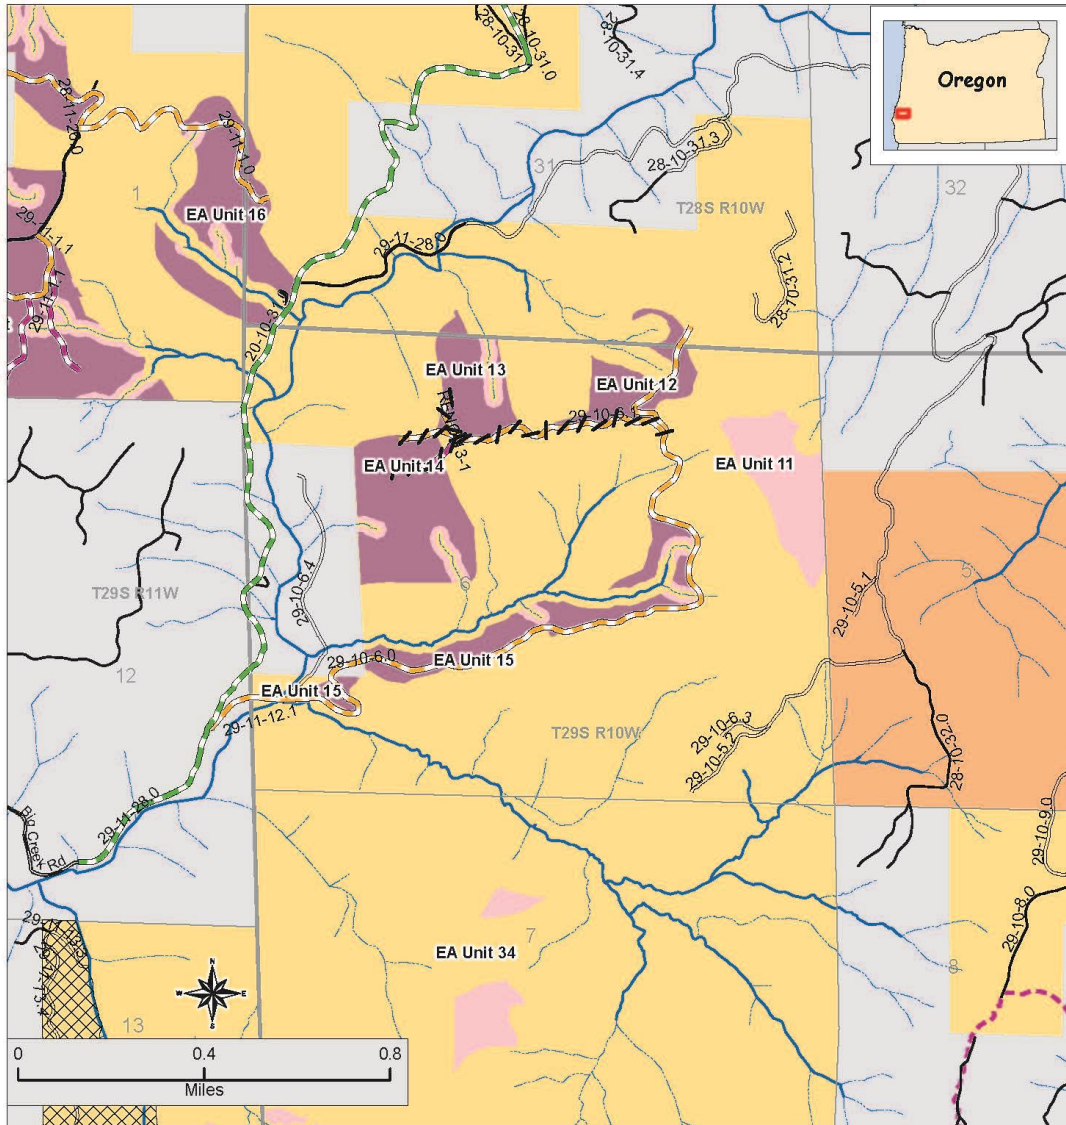 28-10-31.1
28-10-31.0
28-10-31.4
Oregon
28-11-28.0
29-11-1.0
31
28-10-31.3
1
32
EA Unit 16
T28S R10W
29-11-1.1
29-11-28.0
28-10-31.2
EA Unit 13
EA Unit 12
29-10-6.1
EA Unit 14
EA Unit 11
29-10-6.4
6
5
29-10-5.1
T29S R11W
12
29-10-6.0
EA Unit 15
EA Unit 15
29-11-12.1
T29S R10W
29-10-6.3
29-10-5.2
28-10-32.0
29-11-28.0
Big Creek Rd
29-10-9.0
7
EA Unit 34
29-10-8.0
8
N
W
E
S
13
0
0.4
0.8
Miles